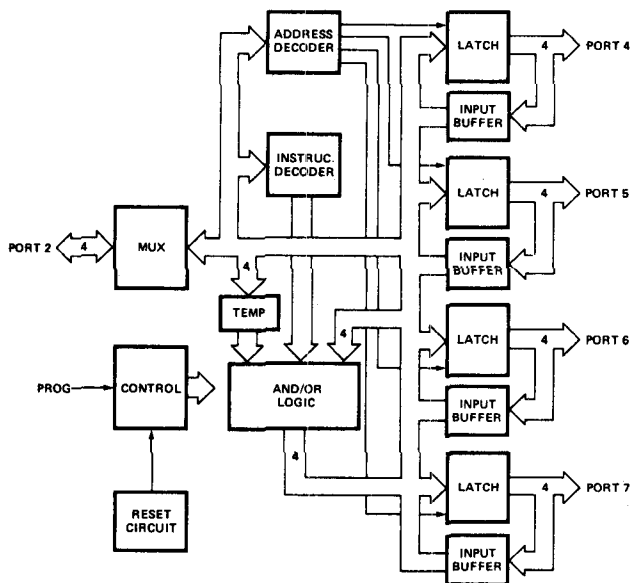 ADDRESS
DECODER
LATCH
4
PORT 4
INPUT
BUFFER
INSTRUC.
DECODER
LATCH
4
PORT 5
PORT 2
4
MUX
INPUT
BUFFER
4
TEMP
4
LATCH
4
PORT 6
PROG
CONTROL
AND/OR
LOGIC
INPUT
BUFFER
4
LATCH
4
PORT 7
RESET
CIRCUIT
INPUT
BUFFER